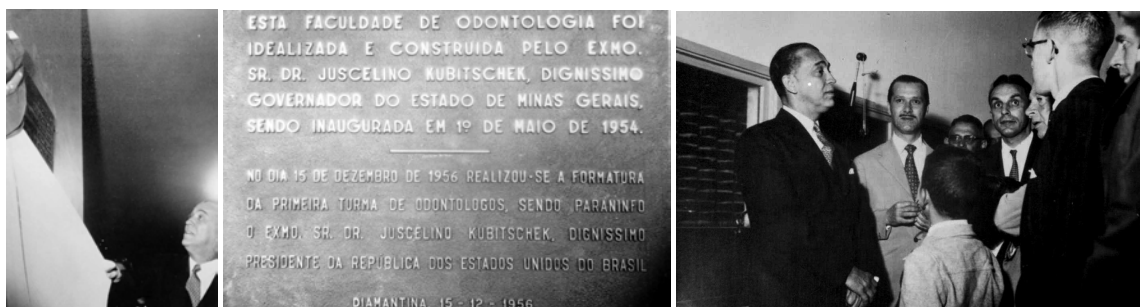 ESTA FACULDADE DE ODONTOLOGIA FOI
IDEALIZADA E CONSTRUIDA PELO EXMO.
SR. DR. JUSCELINO KUBITSCHEK, DIGNISSIMO
GOVERNADOR DO ESTADO DE MINAS GERAIS,
SENDO INAUGURADA EM 1º DE MAIO DE 1954.
NO DIA 15 DE DEZEMBRO DE 1956 REALIZOU-SE A FORMATURA
DA PRIMEIRA TURMA DE ODONTOLOGOS, SENDO PARANINFO
O EXMO. SR. DR. JUSCELINO KUBITSCHEK, DIGNISSIMO
PRESIDENTE DA REPUBLICA DOS ESTADOS UNIDOS DO BRASIL
DIAMANTINA, 15 - 12 - 1956